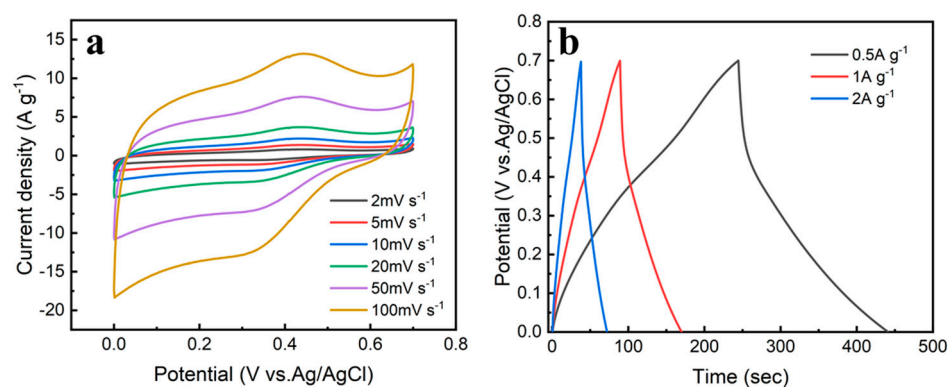 a
Current density (A g⁻¹)
15
10
5
0
-5
-10
-15
-20
2mV s⁻¹
5mV s⁻¹
10mV s⁻¹
20mV s⁻¹
50mV s⁻¹
100mV s⁻¹
0.0 0.2 0.4 0.6 0.8
Potential (V vs.Ag/AgCl)
b
Potential (V vs.Ag/AgCl)
0.8
0.7
0.6
0.5
0.4
0.3
0.2
0.1
0.0
0.5A g⁻¹
1A g⁻¹
2A g⁻¹
0 100 200 300 400 500
Time (sec)